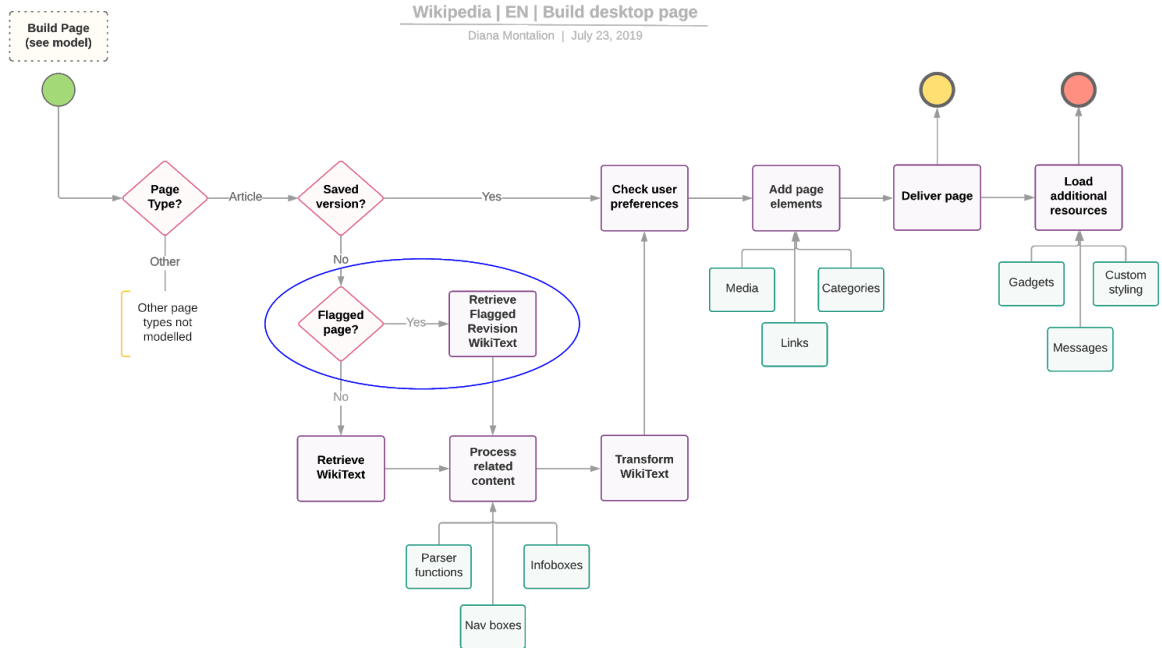 Wikipedia | EN | Build desktop page
Diana Montalion | July 23, 2019
Build Page
(see model)
Page
Type?
Article
Saved
version?
Yes
Check user
preferences
Add page
elements
Deliver page
Load
additional
resources
Other
No
Other page
types not
modelled
Flagged
page?
Yes
Retrieve
Flagged
Revision
WikiText
Media
Categories
Links
Gadgets
Custom
styling
Messages
No
Retrieve
WikiText
Process
related
content
Transform
WikiText
Parser
functions
Infoboxes
Nav boxes